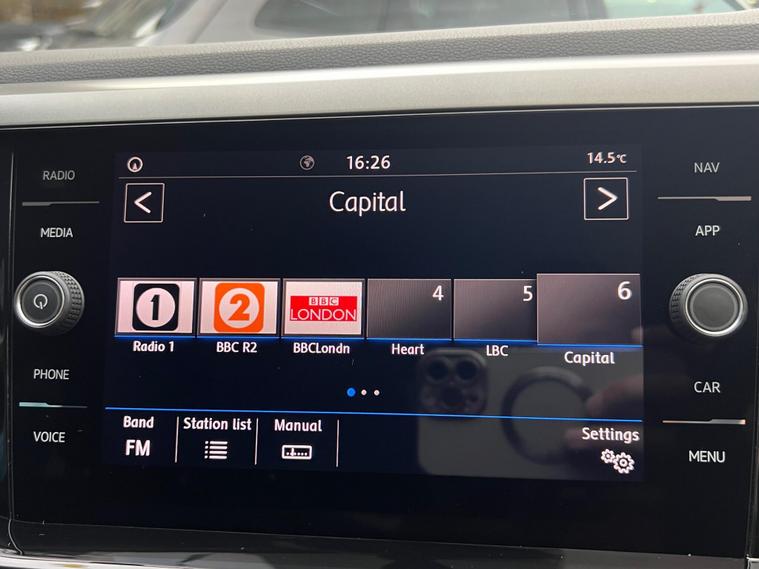 16:26
14.5°C
RADIO
NAV
Capital
MEDIA
APP
1
2
BBC
LONDON
4
5
6
Radio 1
BBC R2
BBCLondn
Heart
LBC
Capital
PHONE
CAR
VOICE
MENU
Band
FM
Station list
Manual
Settings